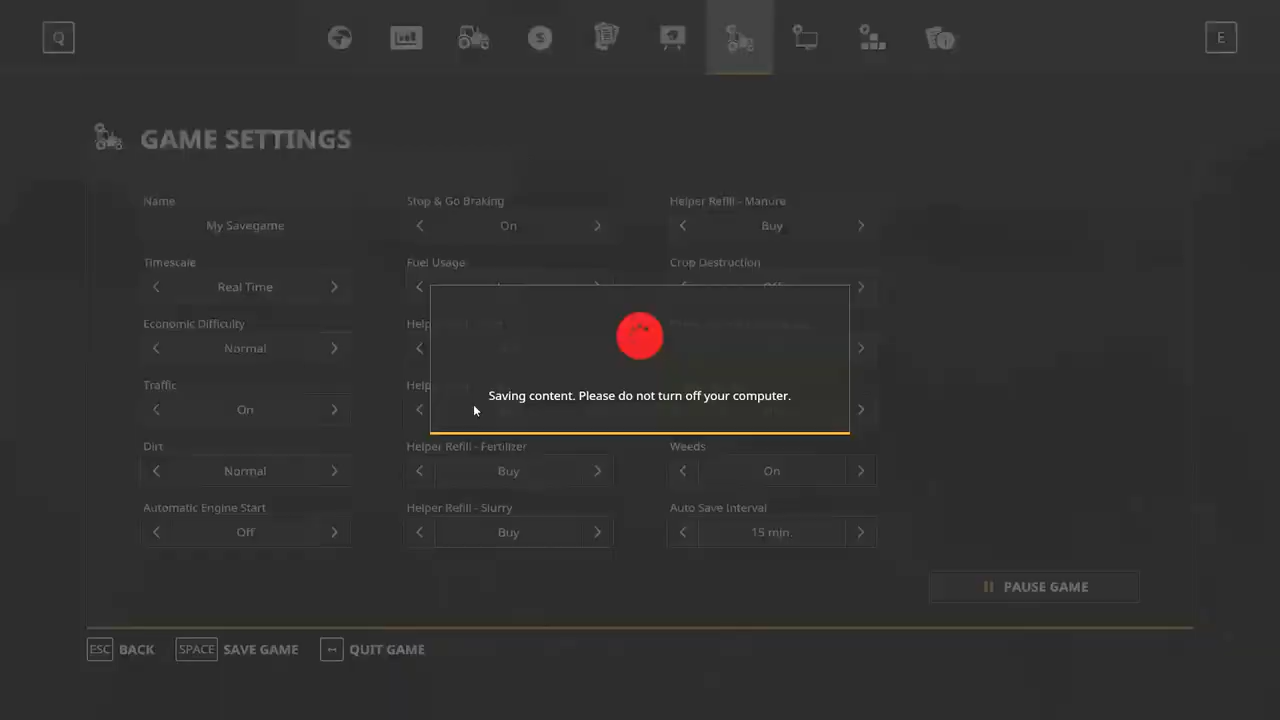 Q
E
GAME SETTINGS
Name
My Savegame
Stop & Go Braking
On
Helper Refill - Manure
Buy
Timescale
Real Time
Fuel Usage
Crop Destruction
Economic Difficulty
Normal
Traffic
On
Saving content. Please do not turn off your computer.
Dirt
Normal
Helper Refill - Fertilizer
Buy
Weeds
On
Automatic Engine Start
Off
Helper Refill - Slurry
Buy
Auto Save Interval
15 min.
PAUSE GAME
ESC BACK
SPACE SAVE GAME
QUIT GAME